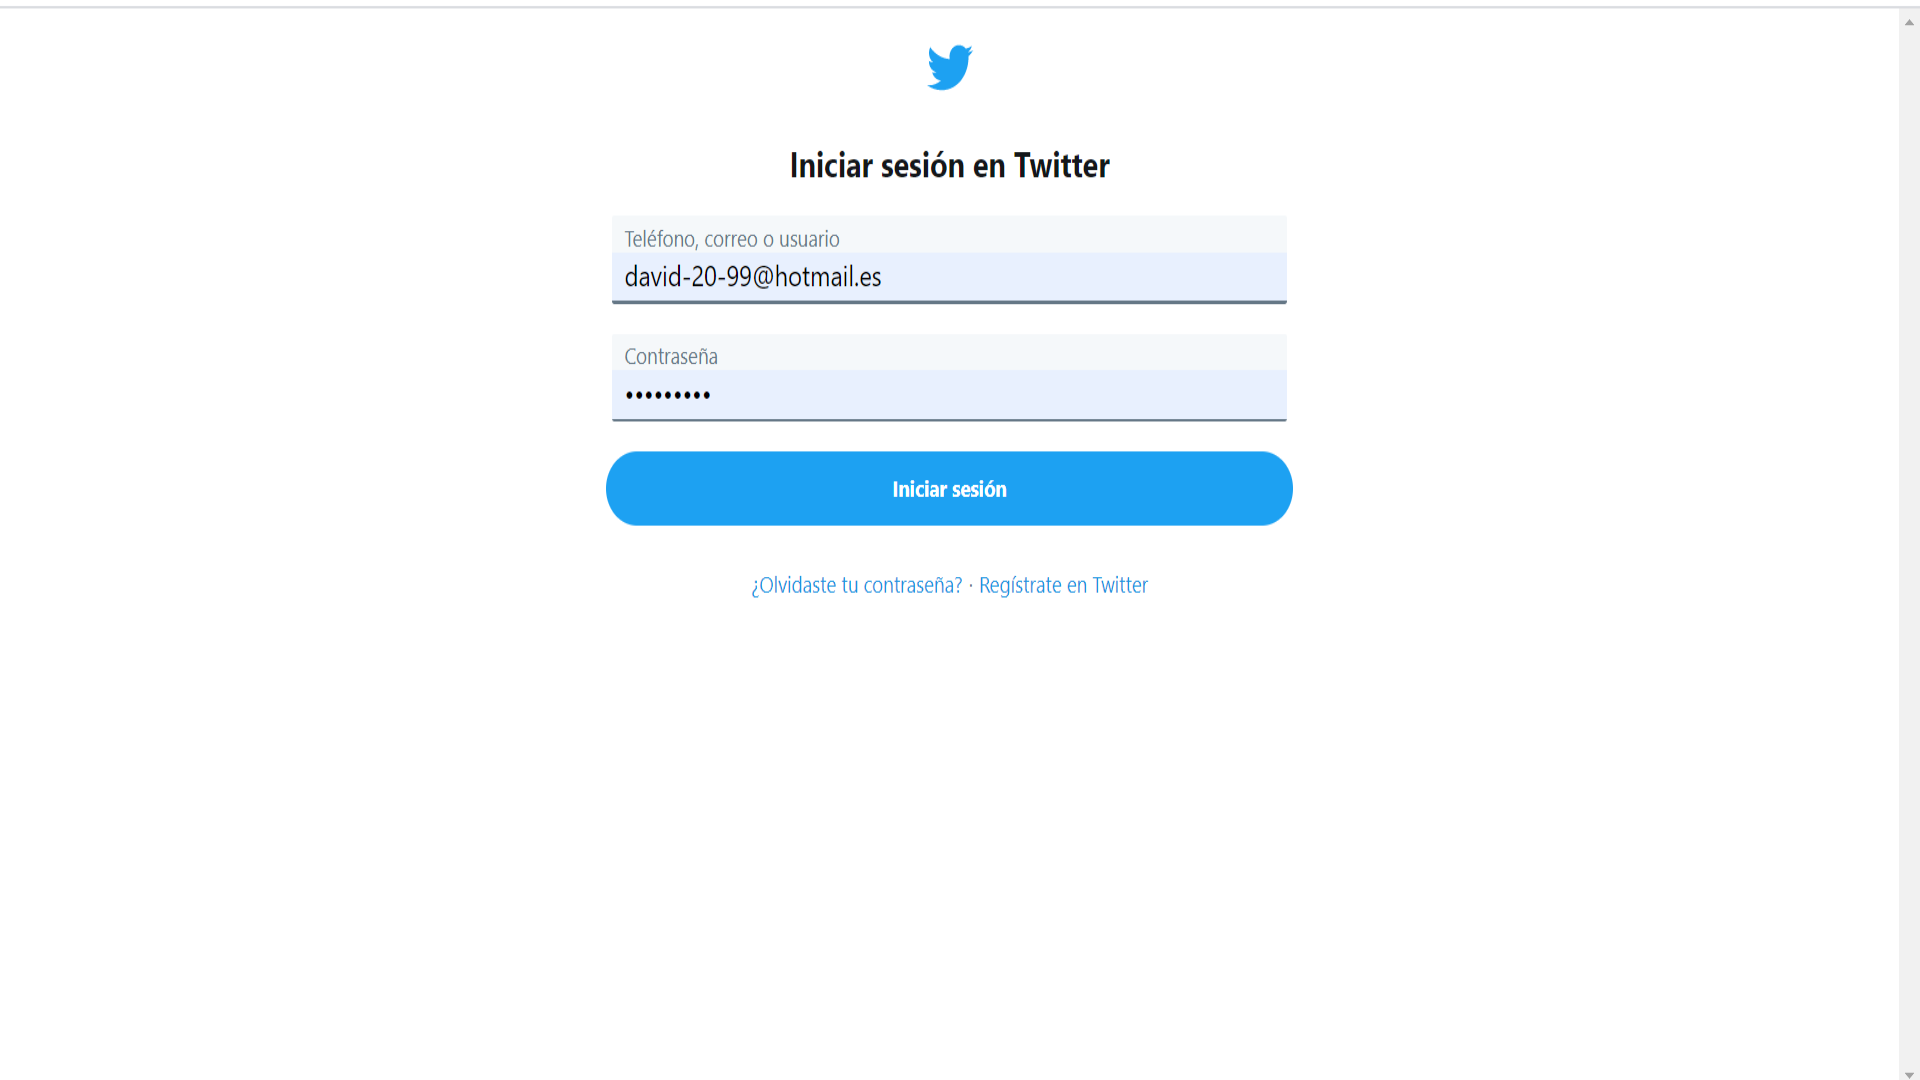 Iniciar sesión en Twitter
Teléfono, correo o usuario
david-20-99@hotmail.es
Contraseña
•••••••••
Iniciar sesión
¿Olvidaste tu contraseña? · Regístrate en Twitter